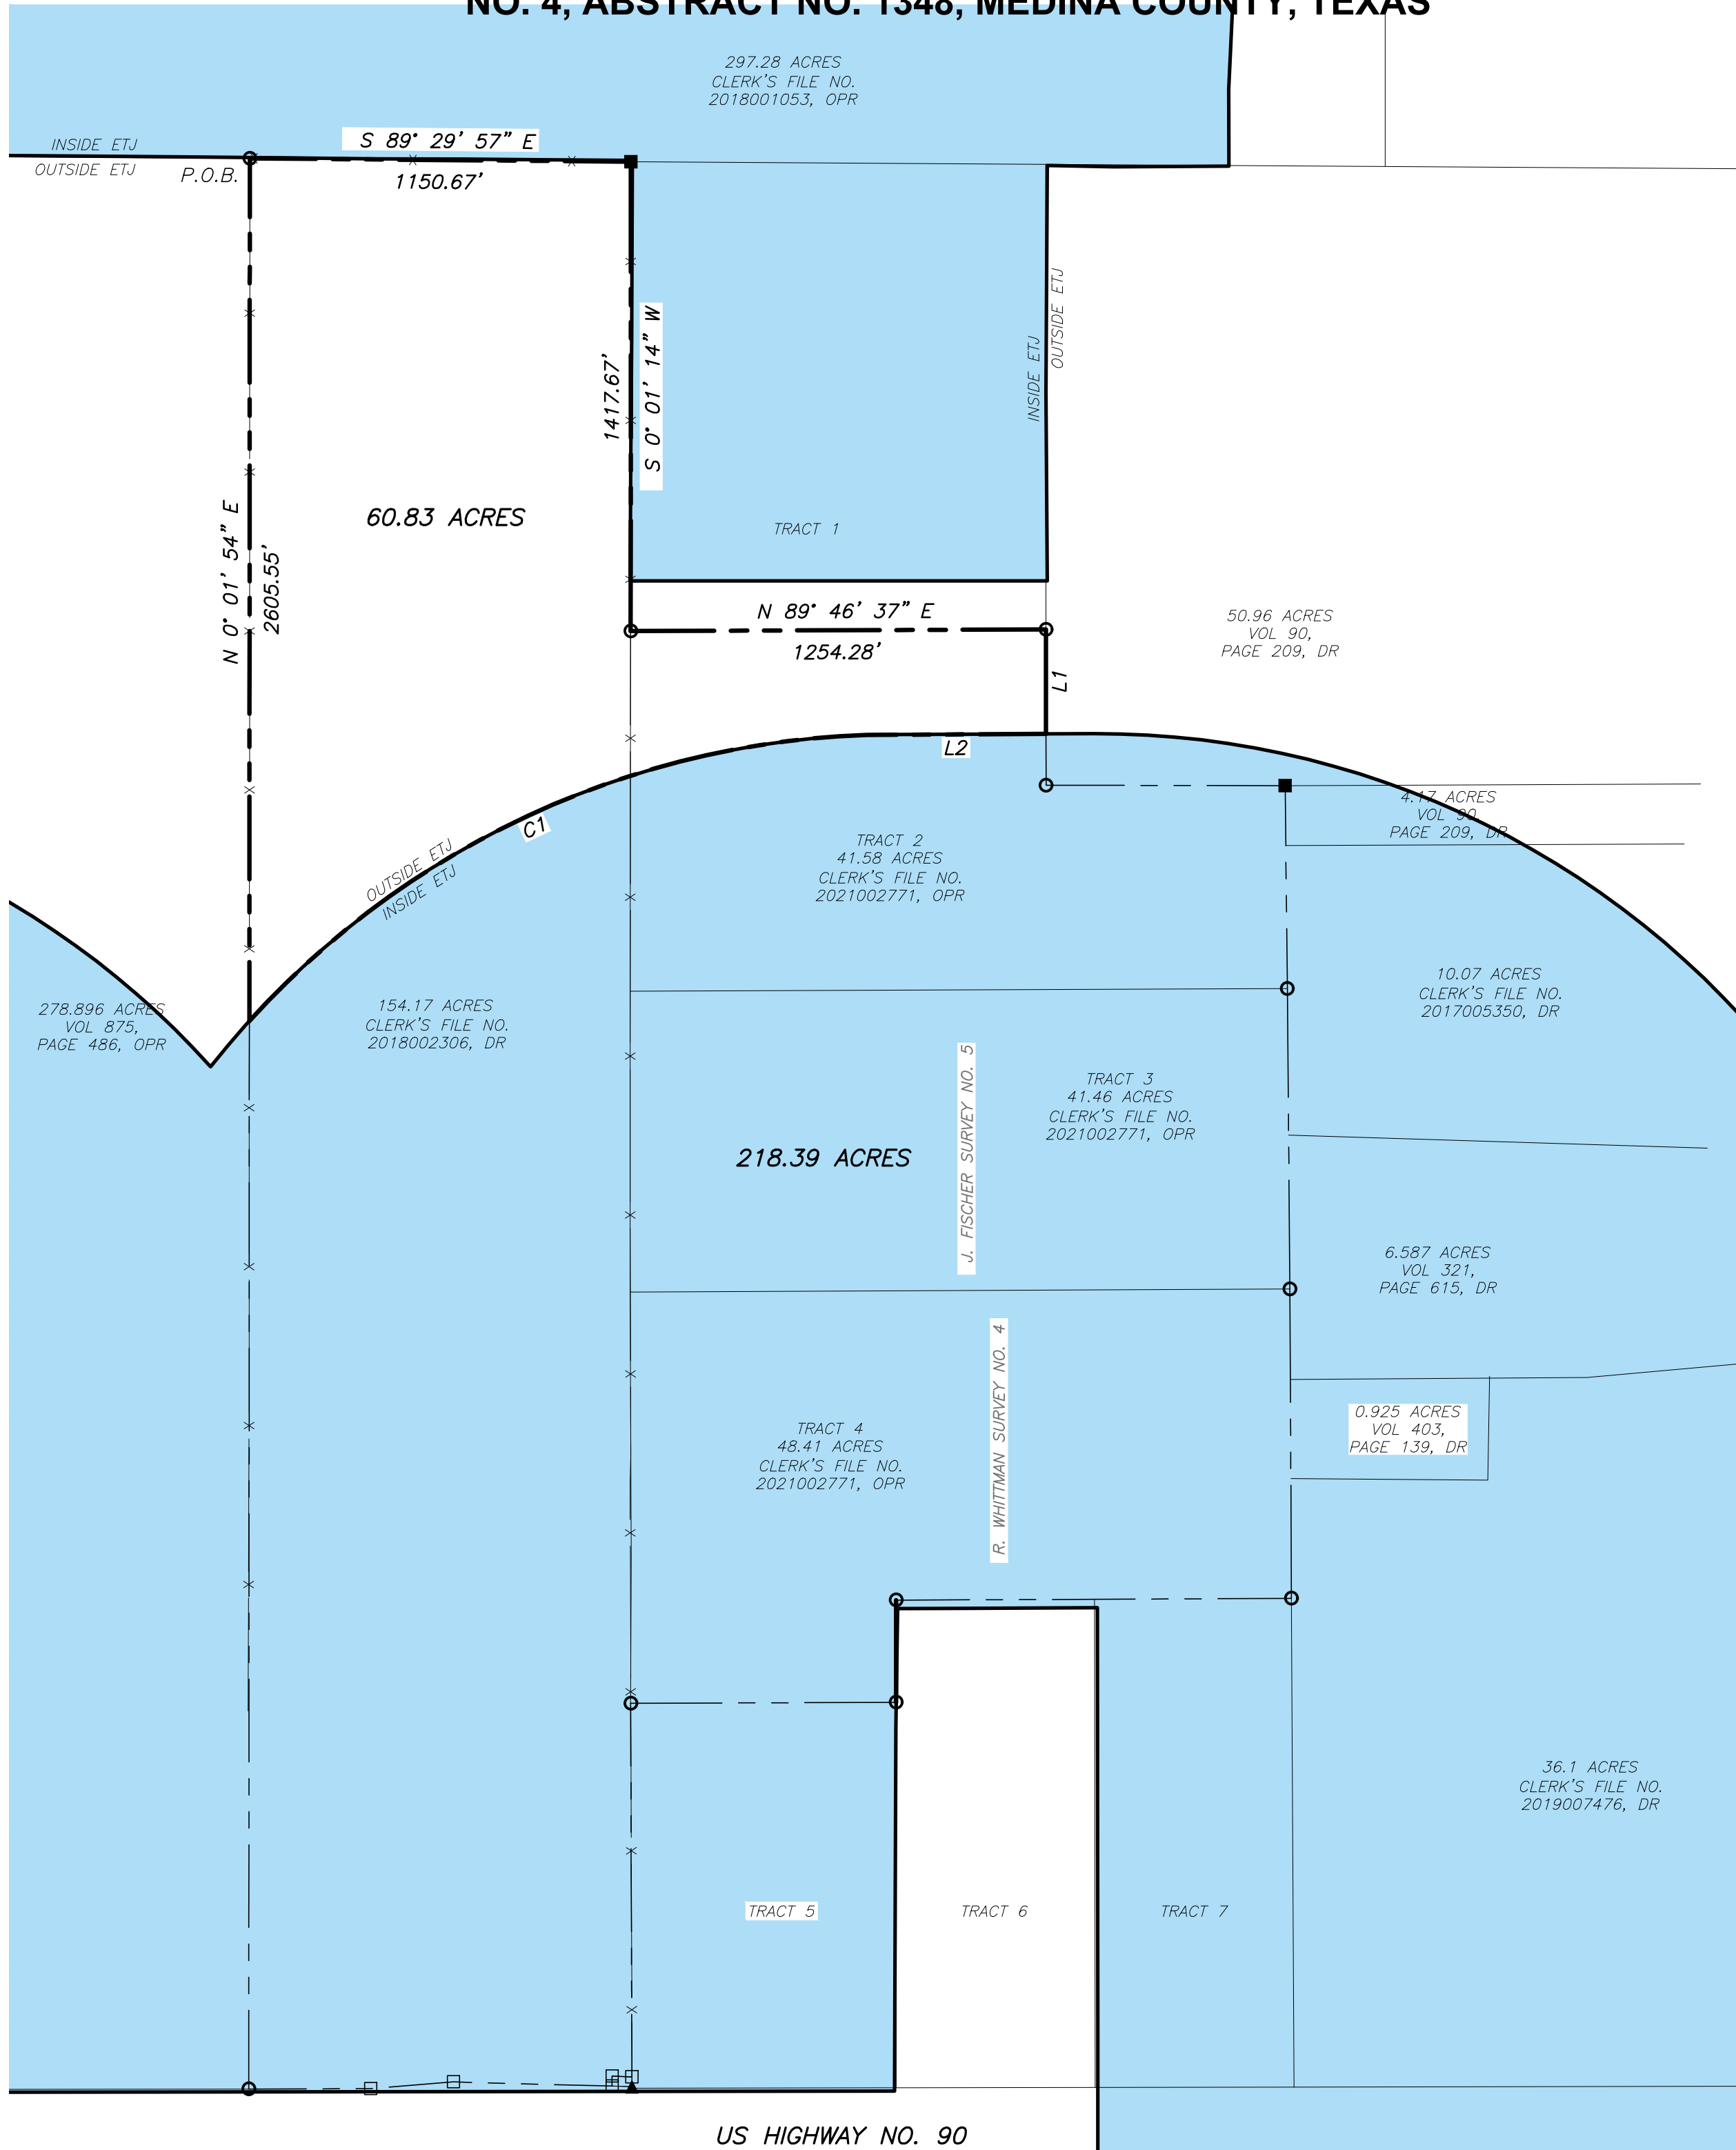 NO. 4, ABSTRACT NO. 1348, MEDINA COUNTY, TEXAS
297.28 ACRES
CLERK'S FILE NO.
2018001053, OPR
INSIDE ETJ
OUTSIDE ETJ
P.O.B.
S 89° 29' 57" E
1150.67'
1417.67'
S 0° 01' 14" W
INSIDE ETJ
OUTSIDE ETJ
N 0° 01' 54" E
2605.55'
60.83 ACRES
TRACT 1
N 89° 46' 37" E
1254.28'
L1
50.96 ACRES
VOL 90,
PAGE 209, DR
L2
C1
OUTSIDE ETJ
INSIDE ETJ
4.17 ACRES
VOL 90,
PAGE 209, DR
TRACT 2
41.58 ACRES
CLERK'S FILE NO.
2021002771, OPR
278.896 ACRES
VOL 875,
PAGE 486, OPR
154.17 ACRES
CLERK'S FILE NO.
2018002306, DR
10.07 ACRES
CLERK'S FILE NO.
2017005350, DR
J. FISCHER SURVEY NO. 5
TRACT 3
41.46 ACRES
CLERK'S FILE NO.
2021002771, OPR
218.39 ACRES
6.587 ACRES
VOL 321,
PAGE 615, DR
R. WHITTMAN SURVEY NO. 4
TRACT 4
48.41 ACRES
CLERK'S FILE NO.
2021002771, OPR
0.925 ACRES
VOL 403,
PAGE 139, DR
36.1 ACRES
CLERK'S FILE NO.
2019007476, DR
TRACT 5
TRACT 6
TRACT 7
US HIGHWAY NO. 90